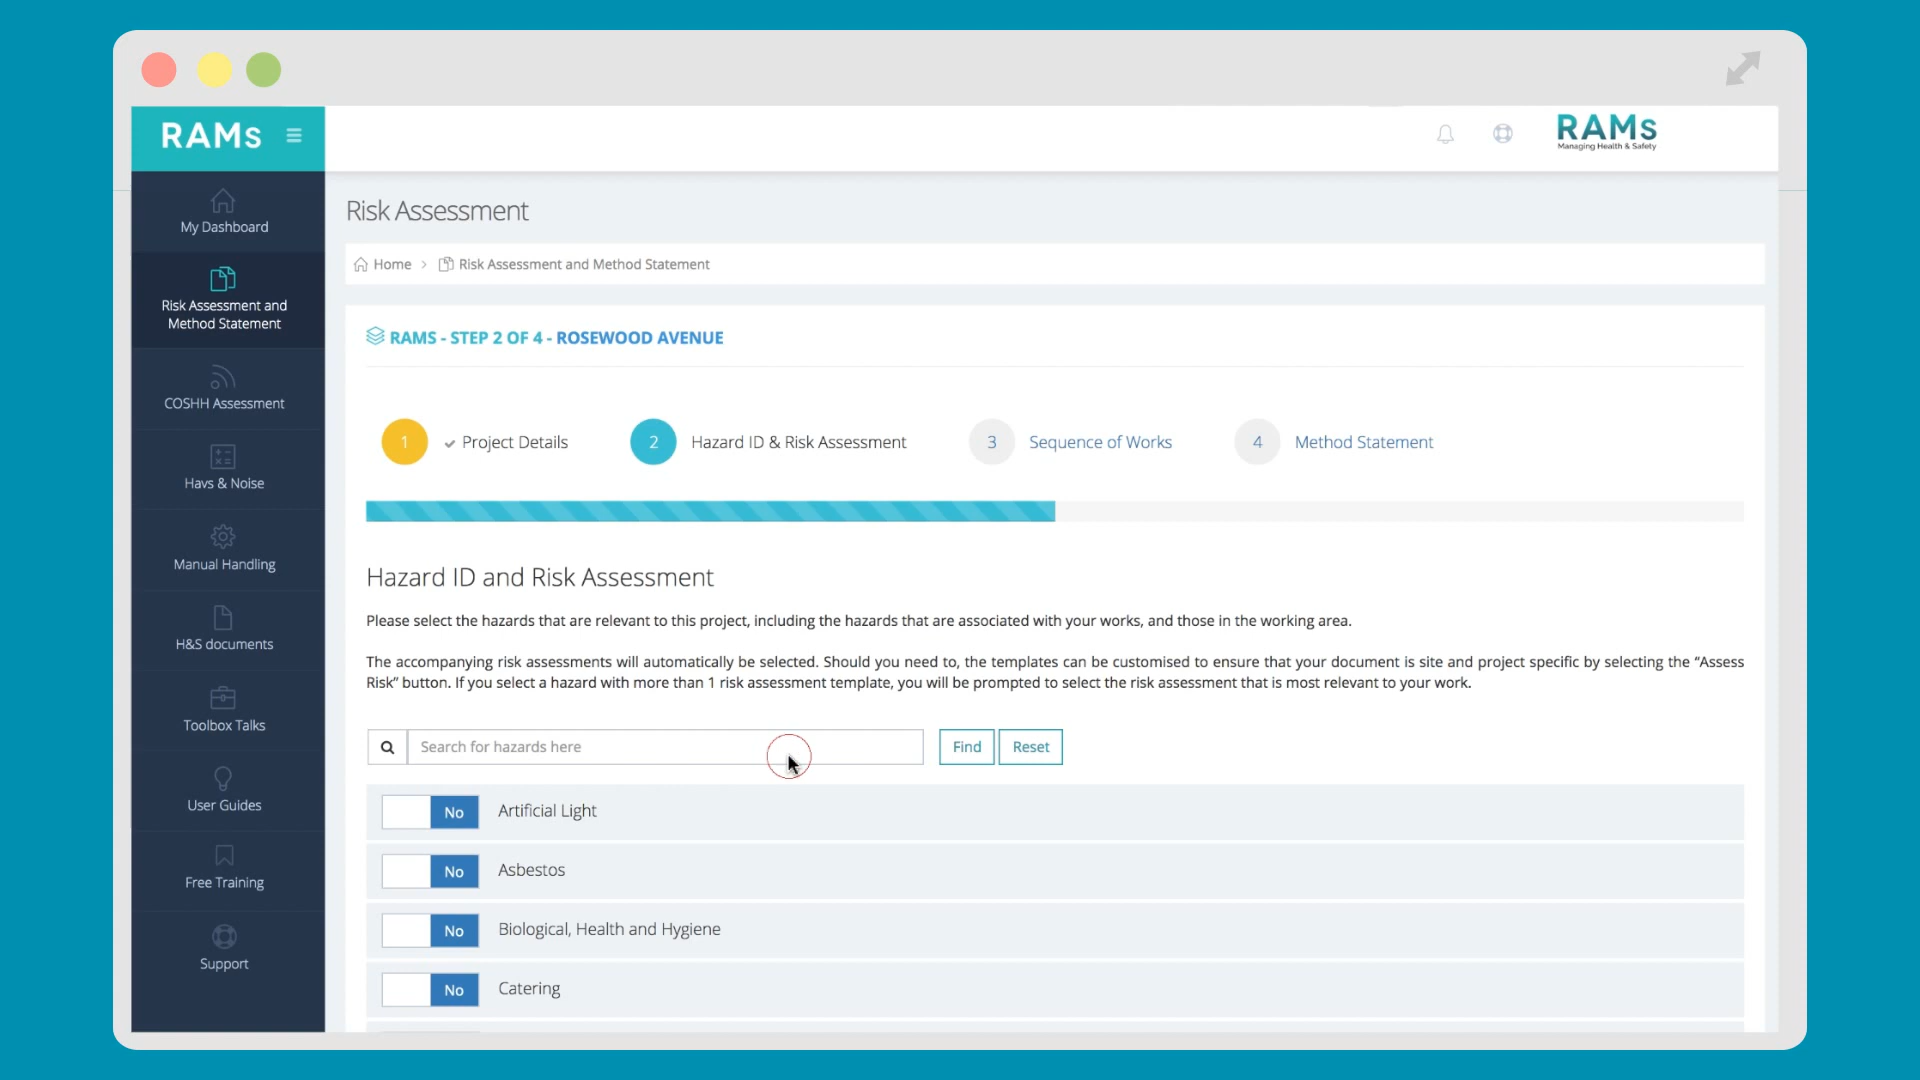 RAMs
RAMs
Managing Health & Safety
My Dashboard
Risk Assessment and
Method Statement
COSHH Assessment
Havs & Noise
Manual Handling
H&S documents
Toolbox Talks
User Guides
Free Training
Support
Risk Assessment
Home > Risk Assessment and Method Statement
RAMS - STEP 2 OF 4 - ROSEWOOD AVENUE
1 Project Details
2 Hazard ID & Risk Assessment
3 Sequence of Works
4 Method Statement
Hazard ID and Risk Assessment
Please select the hazards that are relevant to this project, including the hazards that are associated with your works, and those in the working area.
The accompanying risk assessments will automatically be selected. Should you need to, the templates can be customised to ensure that your document is site and project specific by selecting the “Assess
Risk” button. If you select a hazard with more than 1 risk assessment template, you will be prompted to select the risk assessment that is most relevant to your work.
Search for hazards here Find Reset
No Artificial Light
No Asbestos
No Biological, Health and Hygiene
No Catering